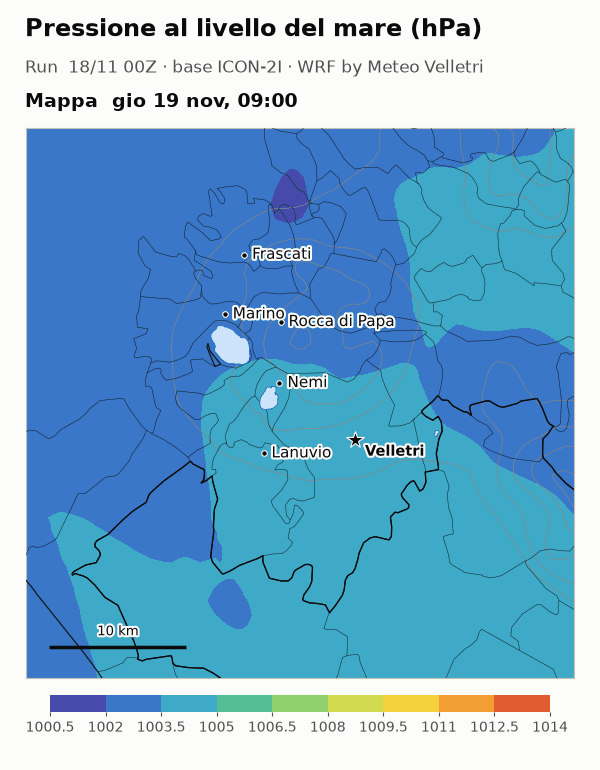 Pressione al livello del mare (hPa)
Run  18/11 00Z · base ICON-2I · WRF by Meteo Velletri
Mappa  gio 19 nov, 09:00
Frascati
Marino
Rocca di Papa
Nemi
Velletri
Lanuvio
10 km
1000.5 1002 1003.5 1005 1006.5 1008 1009.5 1011 1012.5 1014